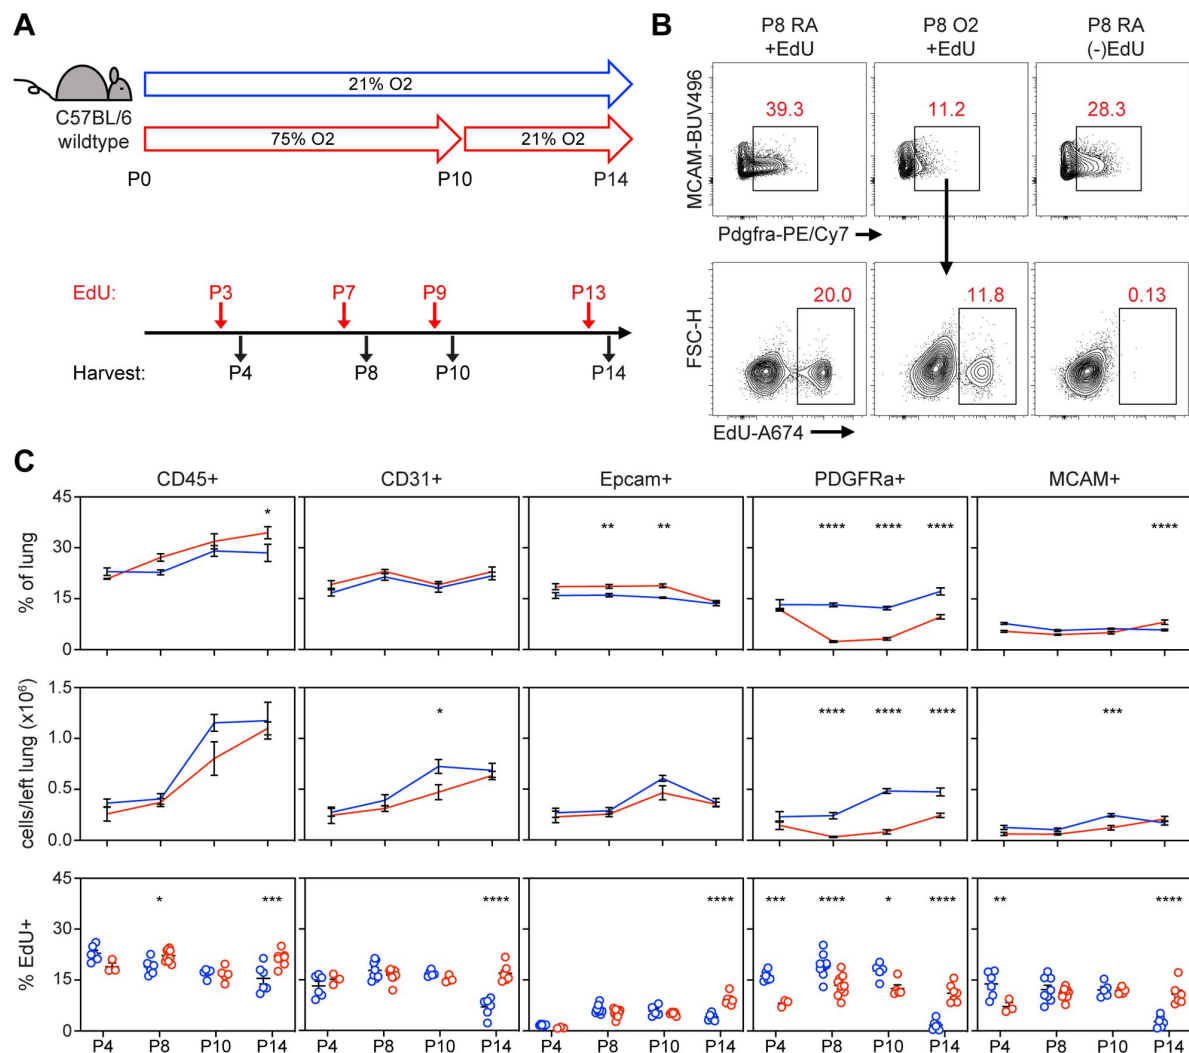 A
21% O2
C57BL/6
wildtype
75% O2
21% O2
P0
P10
P14
EdU:
P3
P7
P9
P13
Harvest:
P4
P8
P10
P14
B
P8 RA
+EdU
P8 O2
+EdU
P8 RA
(-)EdU
MCAM-BUV496
39.3
11.2
28.3
Pdgfra-PE/Cy7
FSC-H
20.0
11.8
0.13
EdU-A674
C
CD45+
CD31+
Epcam+
PDGFRa+
MCAM+
% of lung
45
30
15
0
*
** **
**** **** ****
****
cells/left lung (x10⁶)
1.5
1.0
0.5
0.0
*
**** **** ****
***
% EdU+
45
30
15
0
* ***
****
****
*** **** * ****
** ****
P4 P8 P10 P14
P4 P8 P10 P14
P4 P8 P10 P14
P4 P8 P10 P14
P4 P8 P10 P14